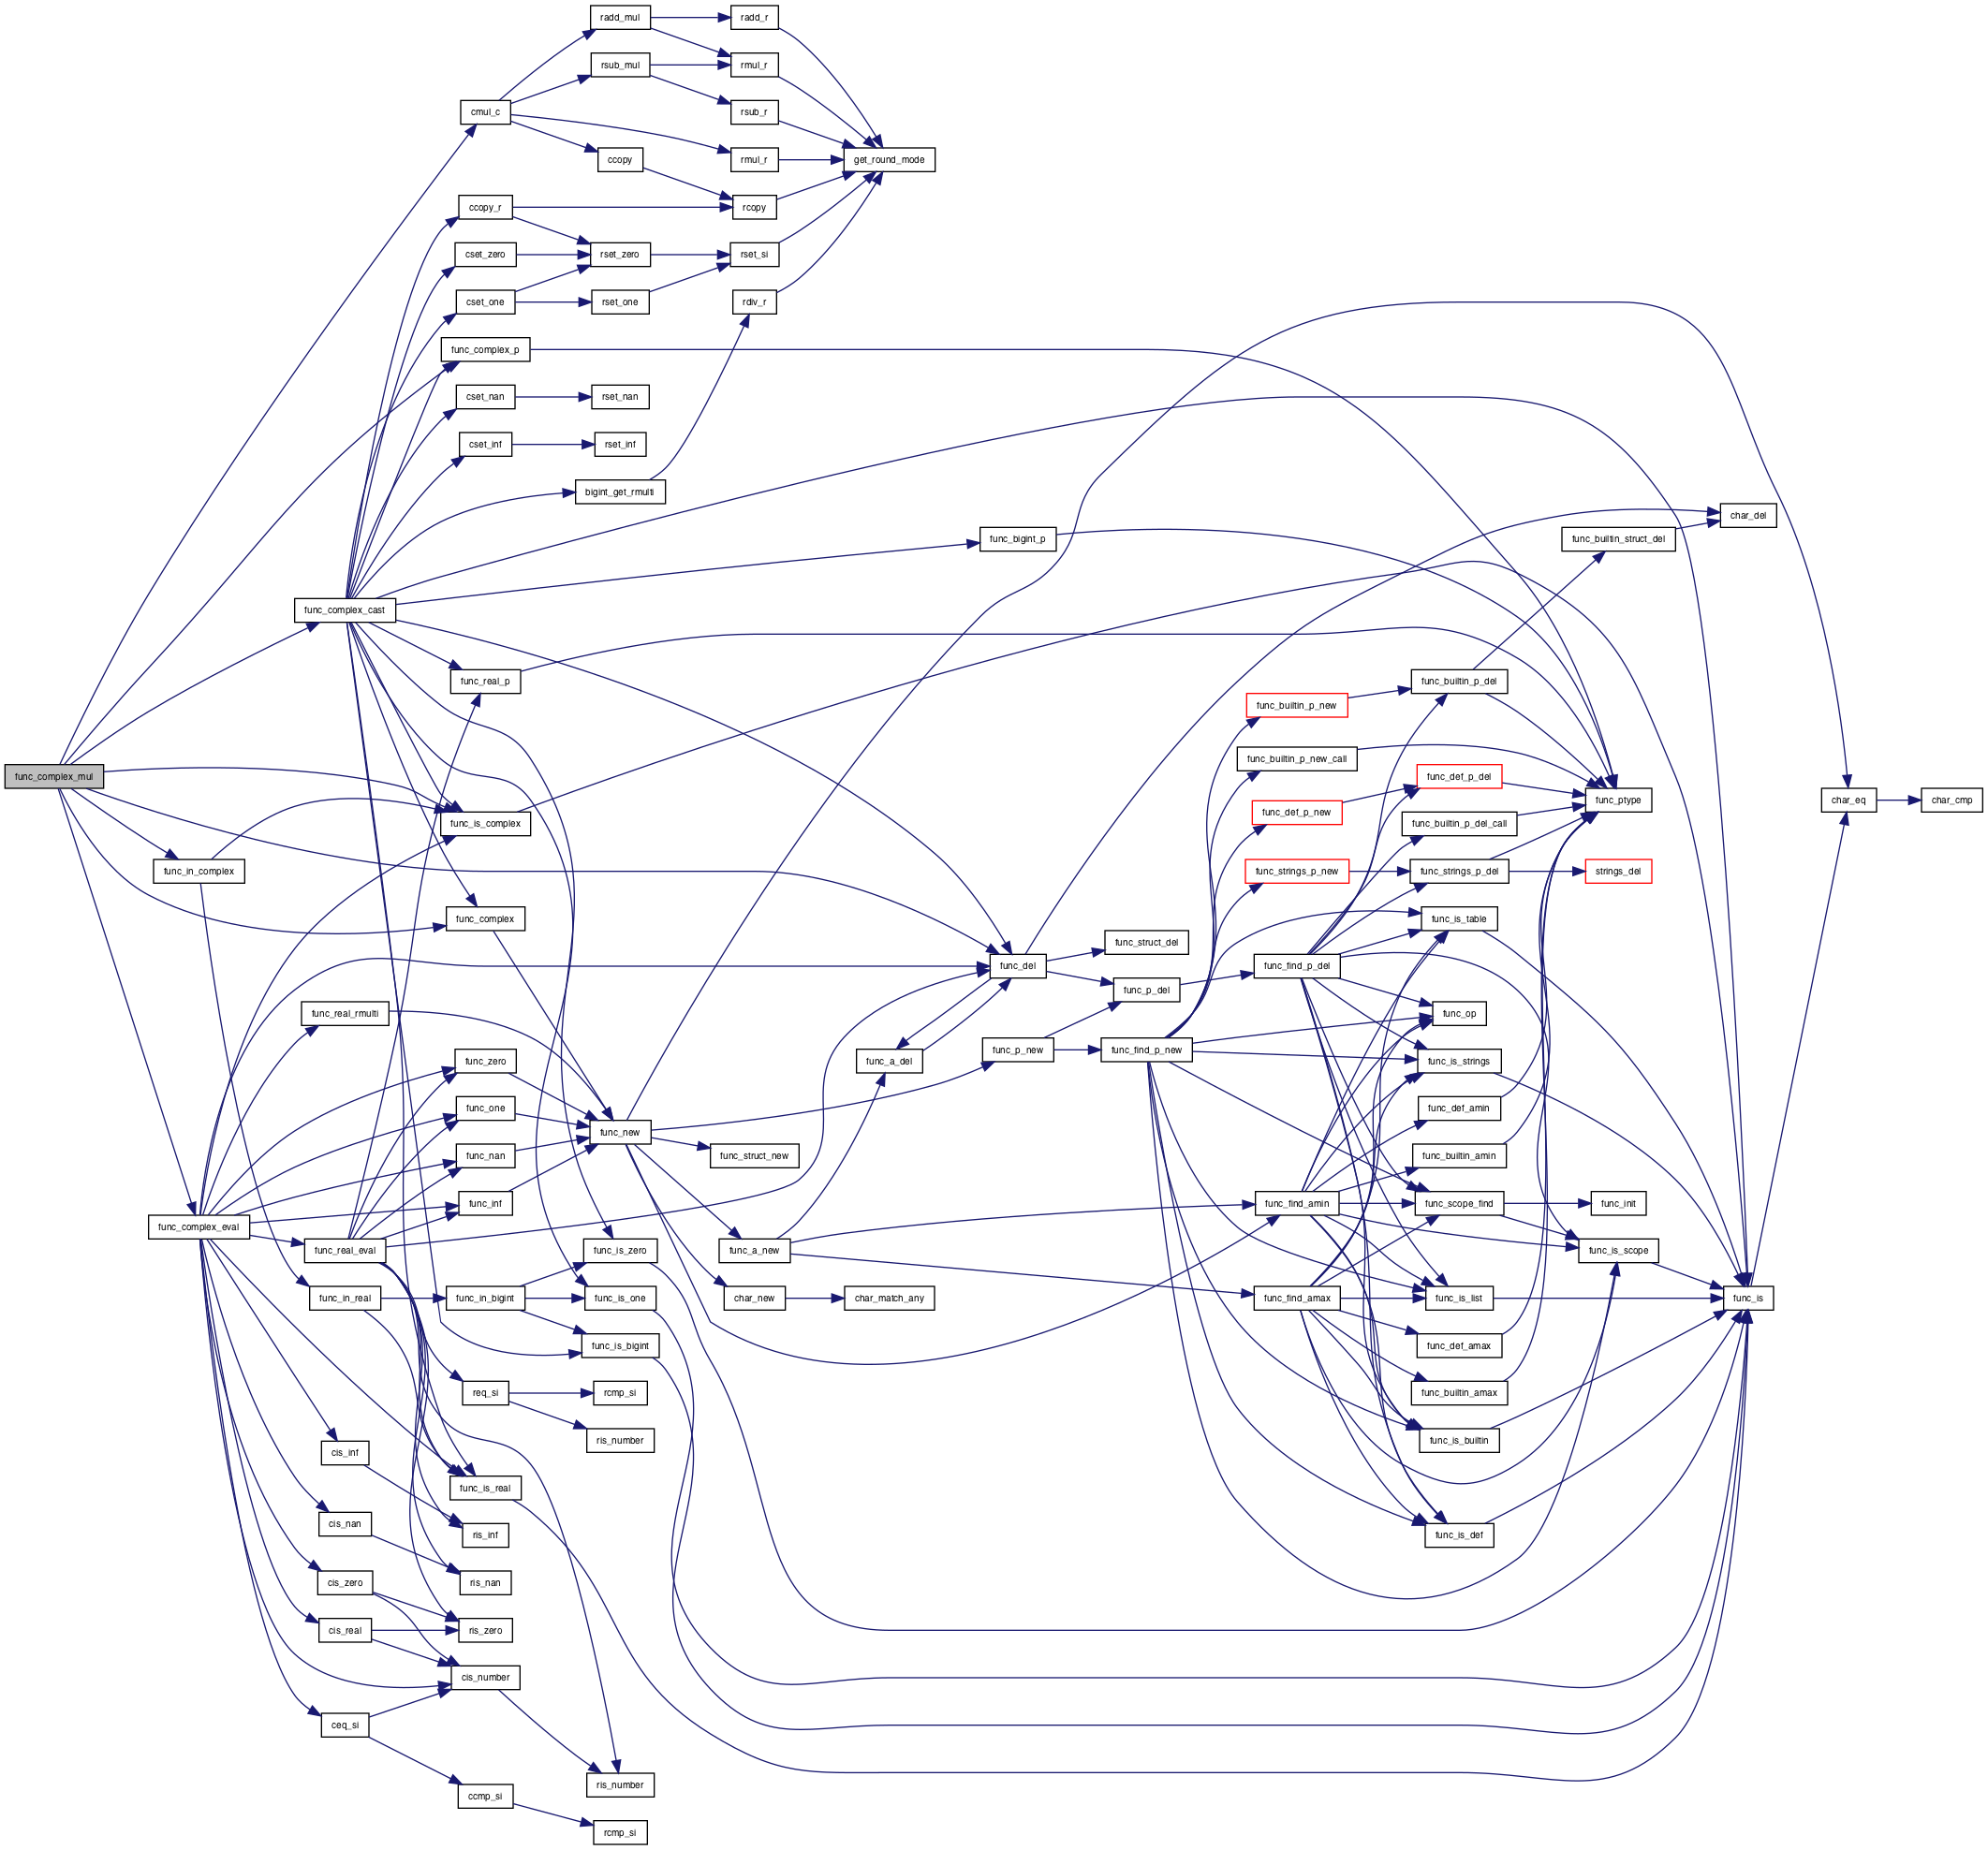 radd_mul
radd_r
rsub_mul
rmul_r
cmul_c
rsub_r
ccopy
rmul_r
get_round_mode
ccopy_r
rcopy
cset_zero
rset_zero
rset_si
cset_one
rset_one
rdiv_r
func_complex_p
cset_nan
rset_nan
cset_inf
rset_inf
bigint_get_rmulti
char_del
func_bigint_p
func_builtin_struct_del
func_complex_cast
func_real_p
func_builtin_p_del
func_builtin_p_new
func_builtin_p_new_call
func_complex_mul
func_def_p_del
func_ptype
char_eq
char_cmp
func_def_p_new
func_is_complex
func_builtin_p_del_call
func_in_complex
func_strings_p_new
func_strings_p_del
strings_del
func_complex
func_is_table
func_struct_del
func_del
func_find_p_del
func_p_del
func_real_rmulti
func_op
func_zero
func_a_del
func_p_new
func_find_p_new
func_is_strings
func_one
func_def_amin
func_new
func_nan
func_struct_new
func_builtin_amin
func_inf
func_find_amin
func_scope_find
func_init
func_complex_eval
func_real_eval
func_is_zero
func_a_new
func_is_scope
func_in_real
func_in_bigint
func_is_one
char_new
char_match_any
func_find_amax
func_is_list
func_is
func_is_bigint
func_def_amax
req_si
rcmp_si
func_builtin_amax
cis_inf
ris_number
func_is_builtin
func_is_real
cis_nan
ris_inf
func_is_def
cis_zero
ris_nan
cis_real
ris_zero
cis_number
ceq_si
ccmp_si
ris_number
rcmp_si